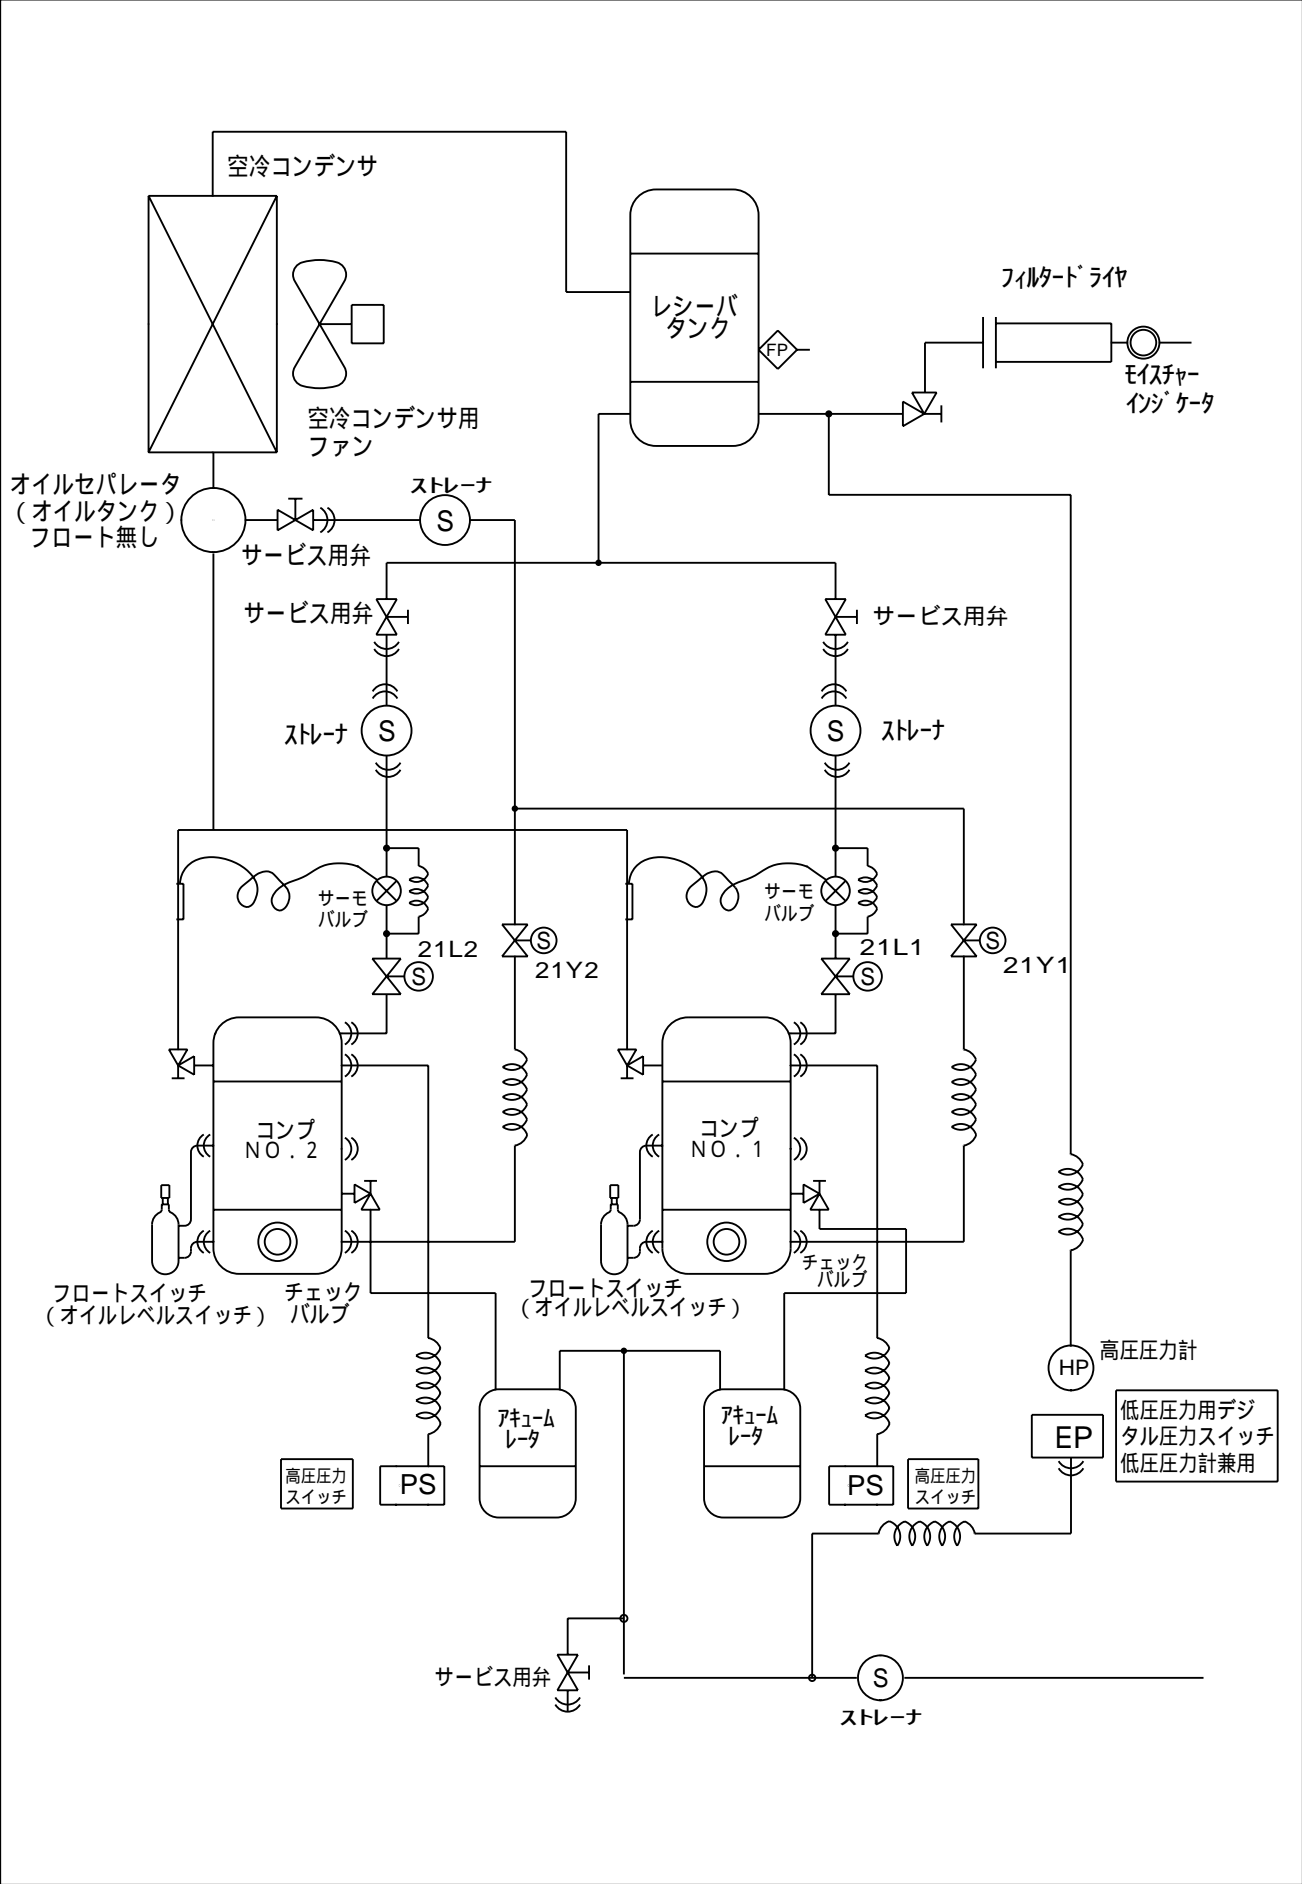 空冷コンデンサ
レシーバ
タンク
FP
フィルタードライヤ
モイスチャー
インジケータ
空冷コンデンサ用
ファン
オイルセパレータ
（オイルタンク）
フロート無し
サービス用弁
ストレーナ
S
サービス用弁
サービス用弁
ストレーナ
S
S
ストレーナ
サーモ
バルブ
21L2
S
S
21Y2
サーモ
バルブ
21L1
S
S
21Y1
コンプ
NO.2
コンプ
NO.1
フロートスイッチ
（オイルレベルスイッチ）
チェック
バルブ
フロートスイッチ
（オイルレベルスイッチ）
チェック
バルブ
HP
高圧圧力計
アキューム
レータ
アキューム
レータ
高圧圧力
スイッチ
PS
PS
高圧圧力
スイッチ
EP
低圧圧力用デジ
タル圧力スイッチ
低圧圧力計兼用
サービス用弁
S
ストレーナ